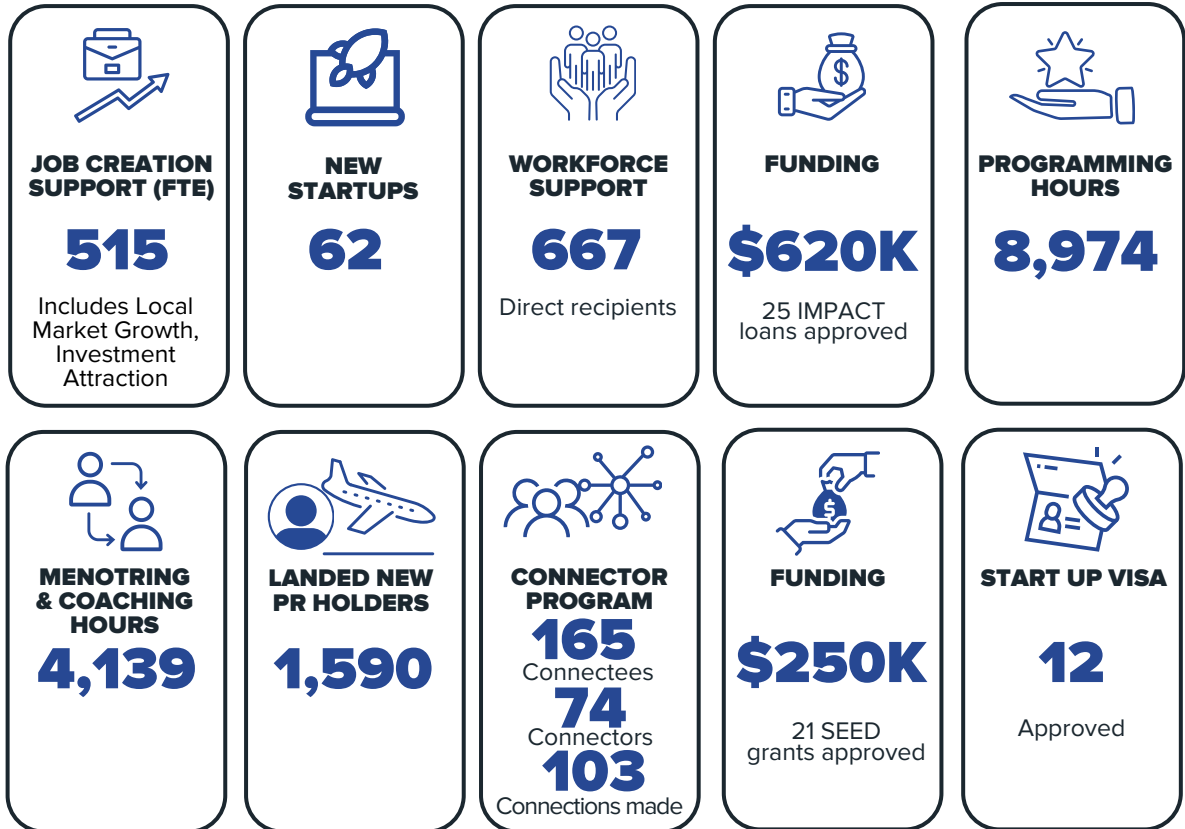 JOB CREATION
SUPPORT (FTE)
515
Includes Local
Market Growth,
Investment
Attraction
NEW
STARTUPS
62
WORKFORCE
SUPPORT
667
Direct recipients
$
FUNDING
$620K
25 IMPACT
loans approved
PROGRAMMING
HOURS
8,974
MENOTRING
& COACHING
HOURS
4,139
LANDED NEW
PR HOLDERS
1,590
CONNECTOR
PROGRAM
165
Connectees
74
Connectors
103
Connections made
$
FUNDING
$250K
21 SEED
grants approved
START UP VISA
12
Approved